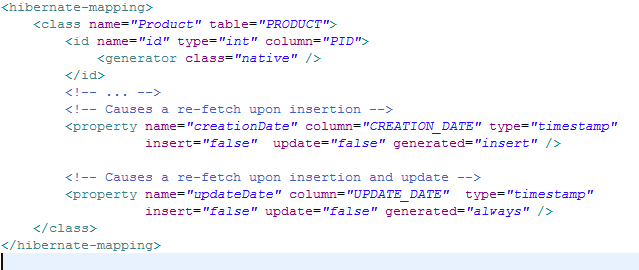 <hibernate-mapping>
<class name="Product" table="PRODUCT">
<id name="id" type="int" column="PID">
<generator class="native" />
</id>
<!-- ... -->
<!-- Causes a re-fetch upon insertion -->
<property name="creationDate" column="CREATION_DATE" type="timestamp"
insert="false"  update="false" generated="insert" />
<!-- Causes a re-fetch upon insertion and update -->
<property name="updateDate" column="UPDATE_DATE"  type="timestamp"
insert="false" update="false" generated="always" />
</class>
</hibernate-mapping>